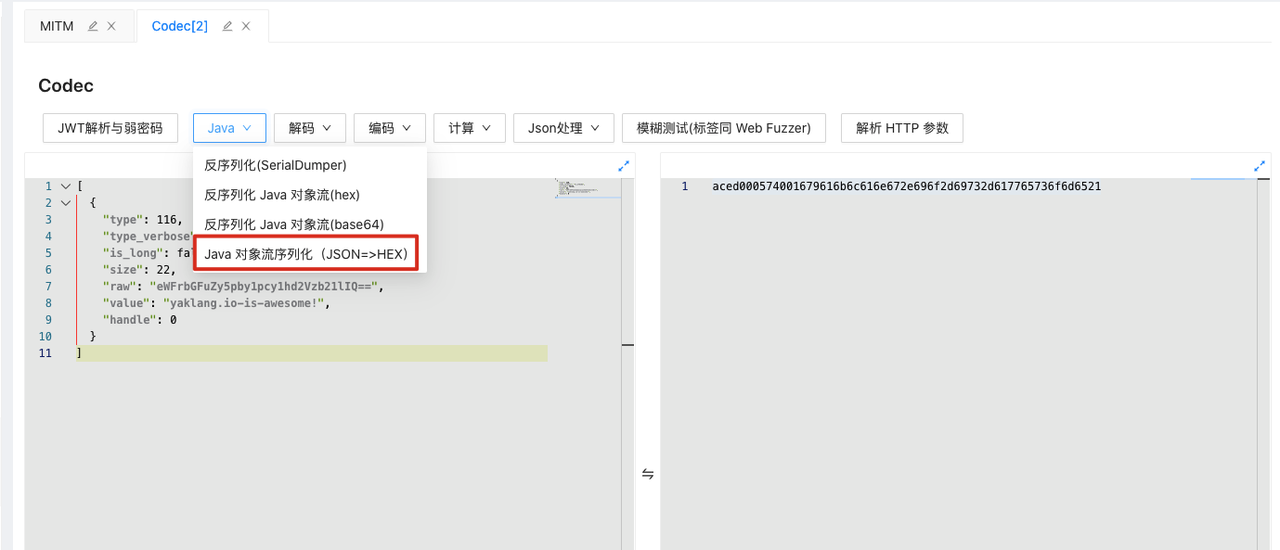 MITM
Codec[2]
Codec
JWT解析与弱密码
Java
解码
编码
计算
Json处理
模糊测试(标签同 Web Fuzzer)
解析 HTTP 参数
反序列化(SerialDumper)
反序列化 Java 对象流(hex)
反序列化 Java 对象流(base64)
Java 对象流序列化（JSON=>HEX）
1 [
2 {
3 "type": 116,
4 "type_verbose"
5 "is_long": fal
6 "size": 22,
7 "raw": "eWFrbGFuZy5pby1pcy1hd2Vzb21lIQ==",
8 "value": "yaklang.io-is-awesome!",
9 "handle": 0
10 }
11 ]
1 aced000574001679616b6c616e672e696f2d69732d617765736f6d6521